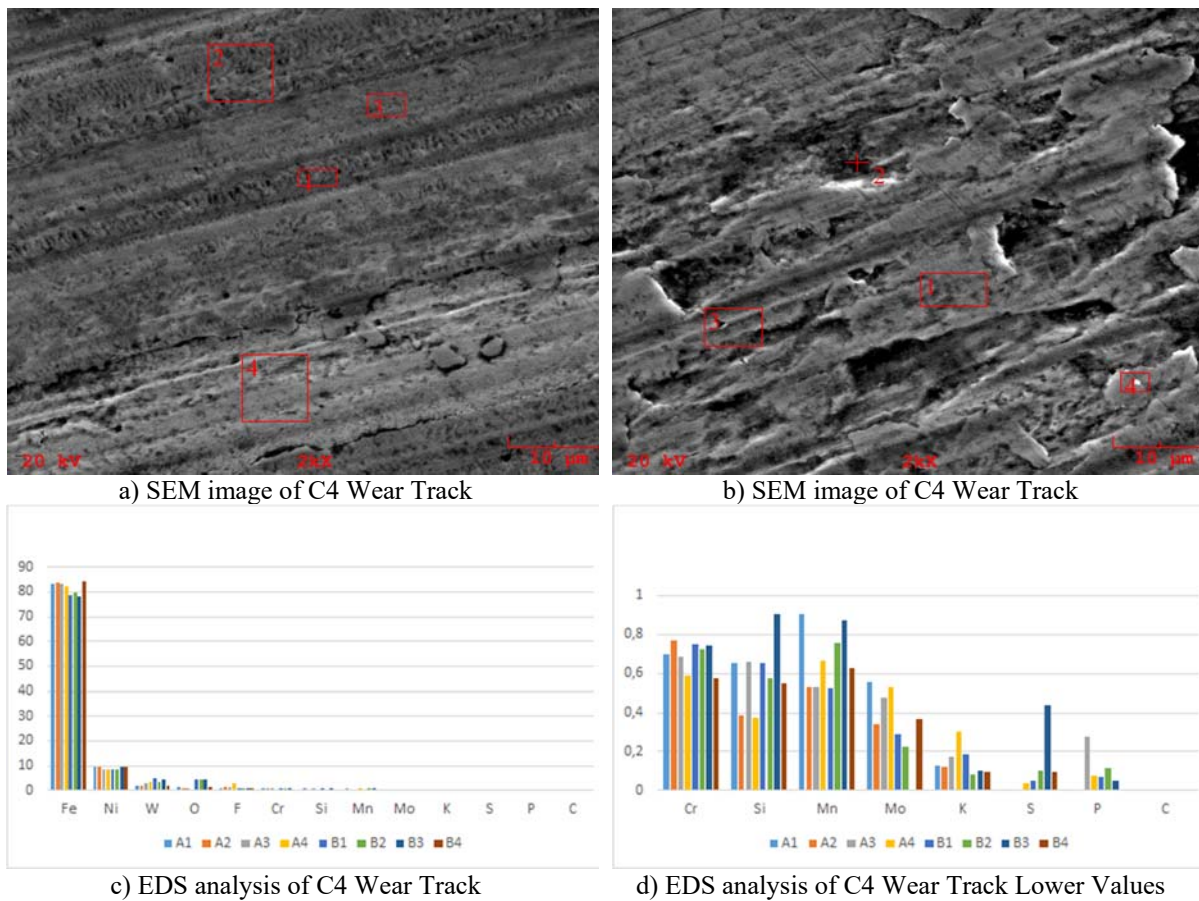 2
3
1
4
20 kV 2kX 10 µm
2
1
3
4
20 kV 2kX 10 µm
a) SEM image of C4 Wear Track
b) SEM image of C4 Wear Track
90
80
70
60
50
40
30
20
10
0
Fe Ni W O F Cr Si Mn Mo K S P C
A1 A2 A3 A4 B1 B2 B3 B4
1
0,8
0,6
0,4
0,2
0
Cr Si Mn Mo K S P C
A1 A2 A3 A4 B1 B2 B3 B4
c) EDS analysis of C4 Wear Track
d) EDS analysis of C4 Wear Track Lower Values